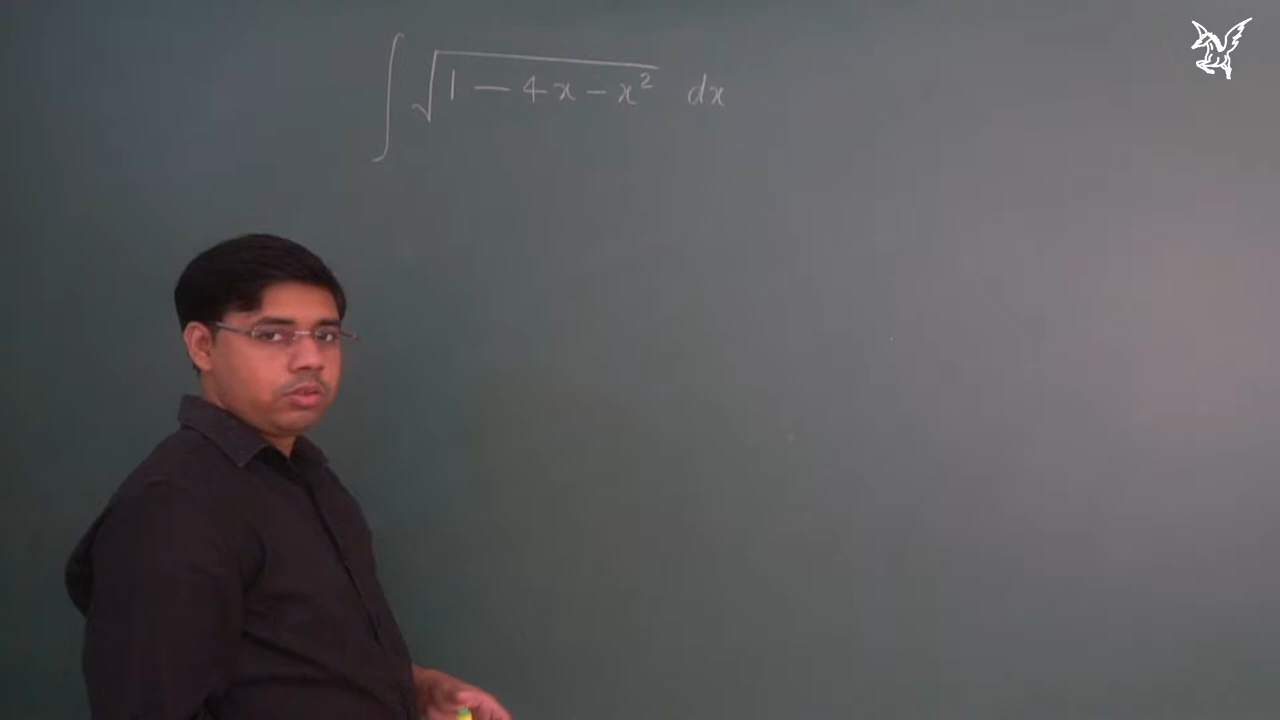 ∫ √(1 - 4x - x²) dx